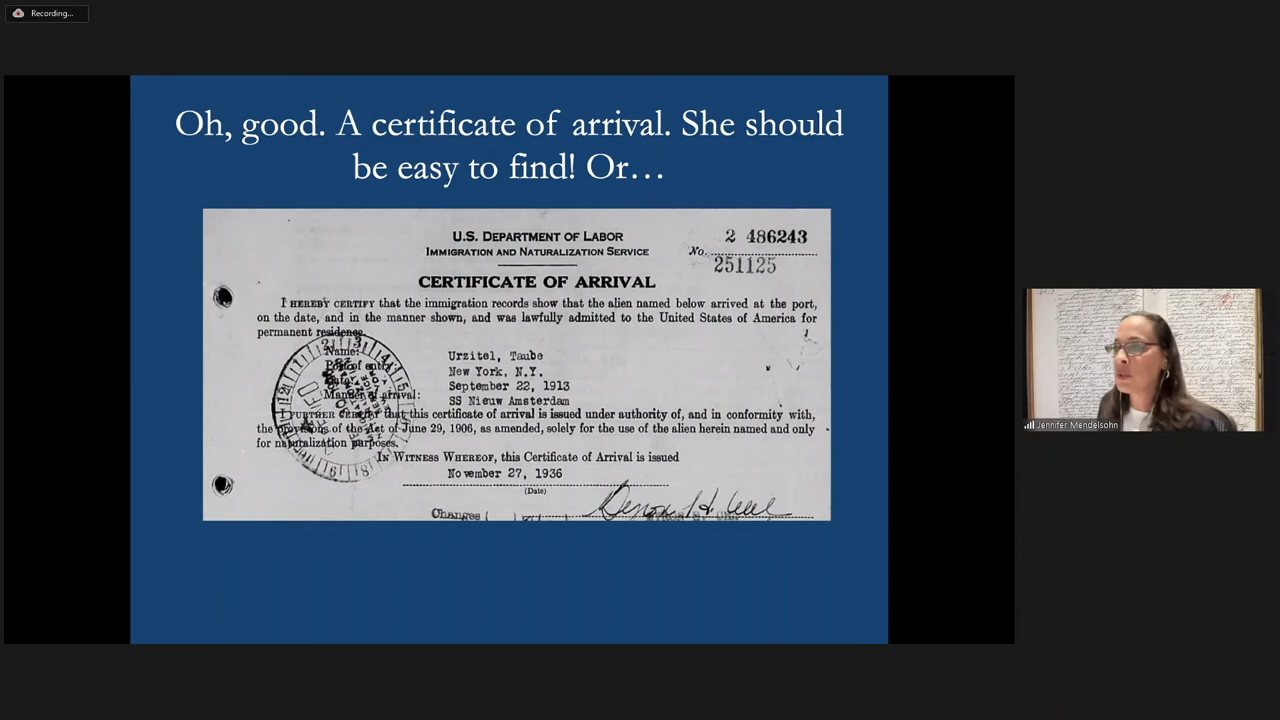 Recording...
Oh, good. A certificate of arrival. She should
be easy to find! Or…
U.S. DEPARTMENT OF LABOR
IMMIGRATION AND NATURALIZATION SERVICE
No. 2 486243
251125
CERTIFICATE OF ARRIVAL
I HEREBY CERTIFY that the immigration records show that the alien named below arrived at the port,
on the date, and in the manner shown, and was lawfully admitted to the United States of America for
permanent residence.
Name: Urzitel, Taube
Port of entry: New York, N.Y.
Date: September 22, 1913
Manner of arrival: SS Nieuw Amsterdam
I FURTHER CERTIFY that this certificate of arrival is issued under authority of, and in conformity with,
the provisions of the Act of June 29, 1906, as amended, solely for the use of the alien herein named and only
for naturalization purposes.
IN WITNESS WHEREOF, this Certificate of Arrival is issued
November 27, 1936
(Date)
Changes
Jennifer Mendelsohn